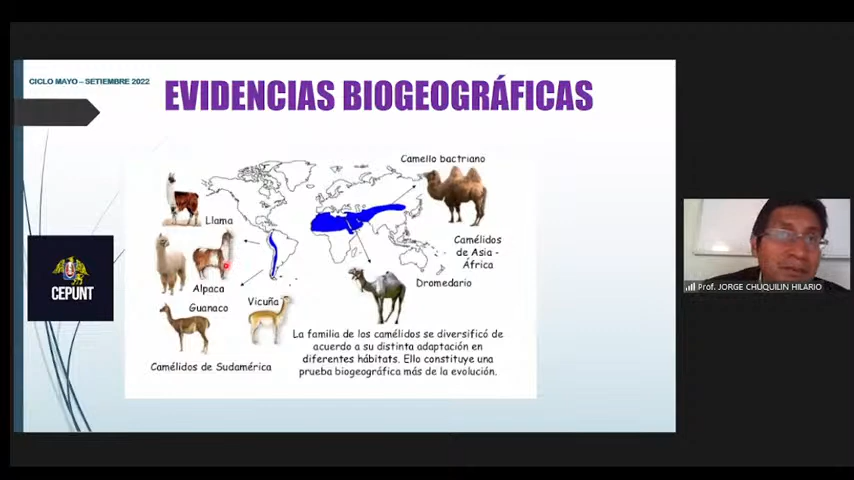 CICLO MAYO – SETIEMBRE 2022
EVIDENCIAS BIOGEOGRÁFICAS
Camello bactriano
Llama
Camélidos
de Asia -
África
Alpaca
Dromedario
Guanaco
Vicuña
Camélidos de Sudamérica
La familia de los camélidos se diversificó de
acuerdo a su distinta adaptación en
diferentes hábitats. Ello constituye una
prueba biogeográfica más de la evolución.
CEPUNT
Prof. JORGE CHUQUILIN HILARIO